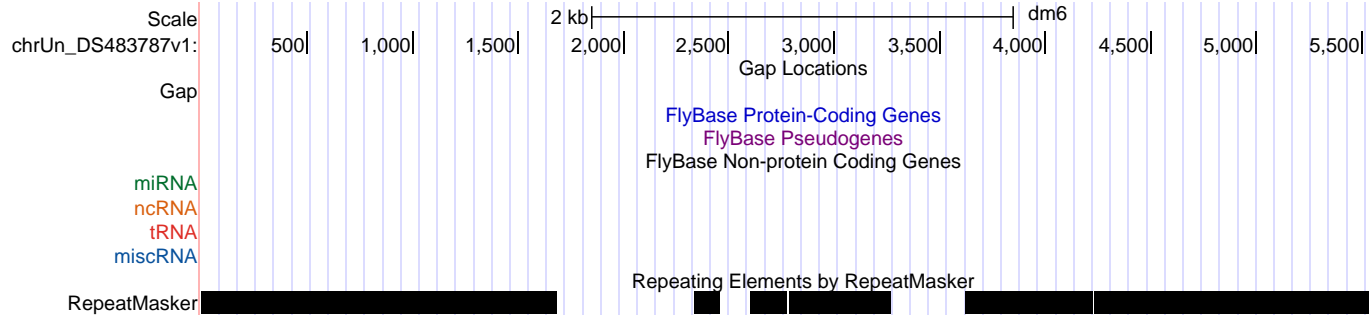 Scale 2 kb dm6
chrUn_DS483787v1: 500 1,000 1,500 2,000 2,500 3,000 3,500 4,000 4,500 5,000 5,500
Gap Locations
Gap
FlyBase Protein-Coding Genes
FlyBase Pseudogenes
FlyBase Non-protein Coding Genes
miRNA
ncRNA
tRNA
miscRNA
Repeating Elements by RepeatMasker
RepeatMasker